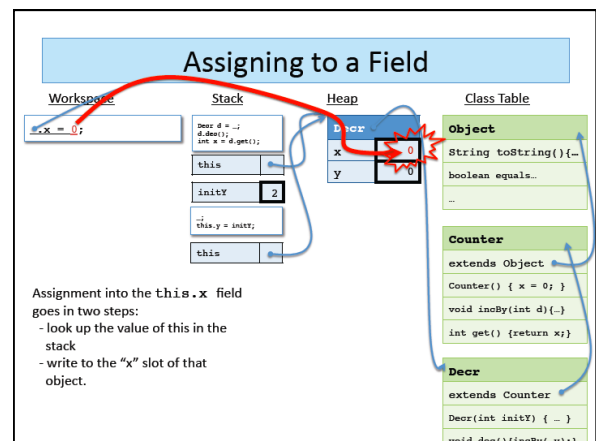 Assigning to a Field
Workspace
Stack
Heap
Class Table
_.x = 0;
Decr d = _;
d.dec();
int x = d.get();
this
initY 2
_;
this.y = initY;
this
Decr
x 0
y 0
Object
String toString(){…
boolean equals…
…
Counter
extends Object
Counter() { x = 0; }
void incBy(int d){…}
int get() {return x;}
Decr
extends Counter
Decr(int initY) { … }
void dec(){incBy(-y);}
Assignment into the this.x field
goes in two steps:
- look up the value of this in the
stack
- write to the “x” slot of that
object.